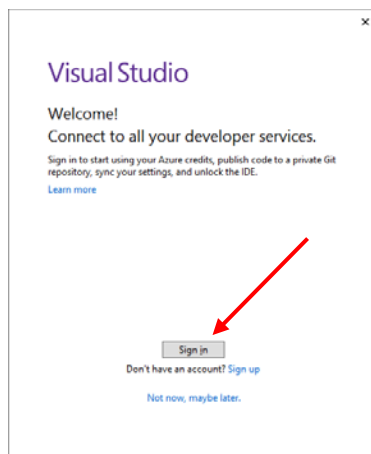 Visual Studio
Welcome!
Connect to all your developer services.
Sign in to start using your Azure credits, publish code to a private Git
repository, sync your settings, and unlock the IDE.
Learn more
Sign in
Don't have an account? Sign up
Not now, maybe later.